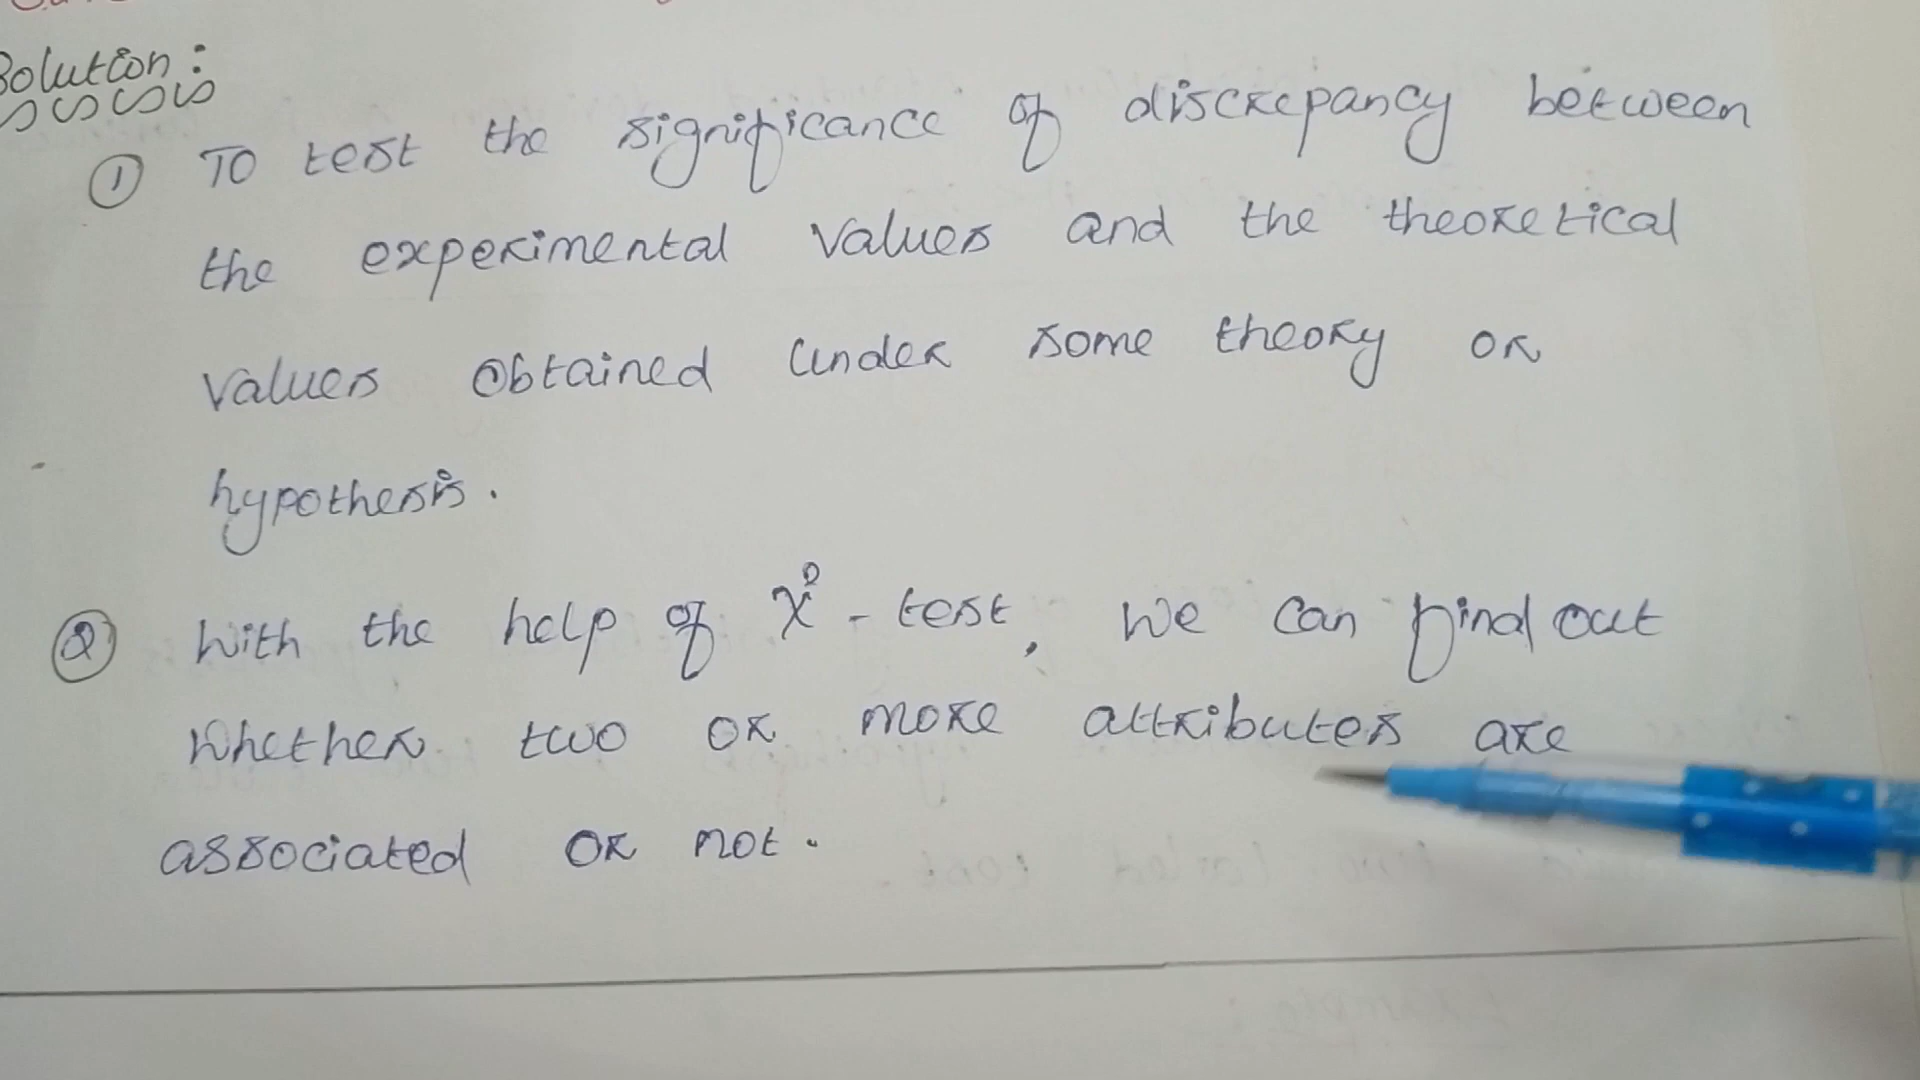 Solution:
① To test the significance of discrepancy between
the experimental values and the theoretical
values obtained under some theory or
hypothesis.
② With the help of χ² - test, we can find out
whether two or more attributes are
associated or not.